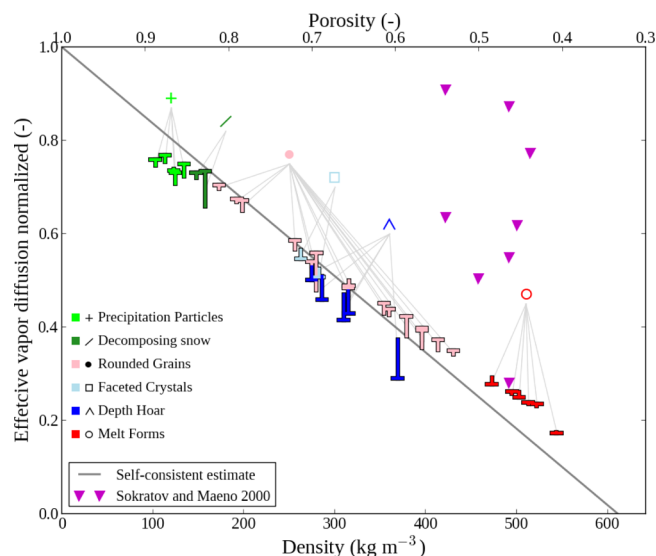 Porosity (-)
1.0 0.9 0.8 0.7 0.6 0.5 0.4 0.3
1.0
0.8
0.6
0.4
0.2
0.0
Effetcive vapor diffusion normalized (-)
Precipitation Particles
Decomposing snow
Rounded Grains
Faceted Crystals
Depth Hoar
Melt Forms
Self-consistent estimate
Sokratov and Maeno 2000
0 100 200 300 400 500 600
Density (kg m⁻³)